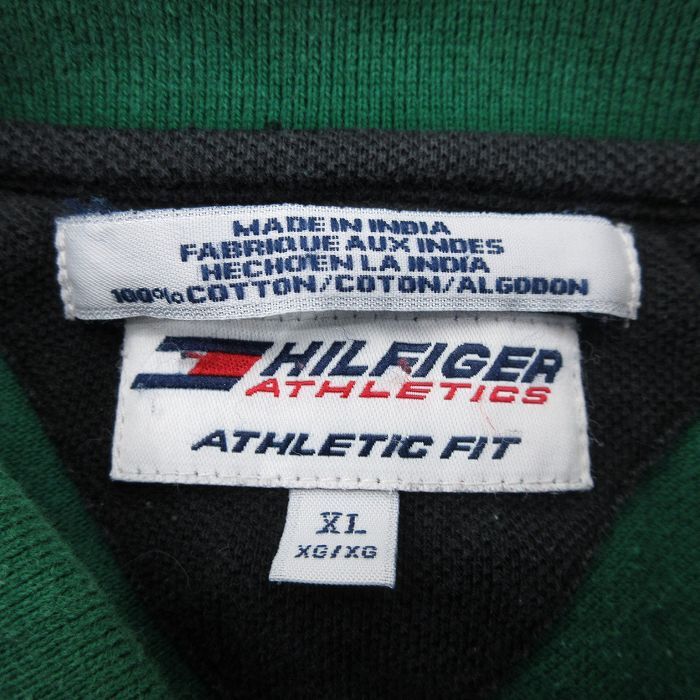 MADE IN INDIA
FABRIQUE AUX INDES
HECHO EN LA INDIA
100% COTTON/COTON/ALGODON
HILFIGER
ATHLETICS
ATHLETIC FIT
XL
XG/XG